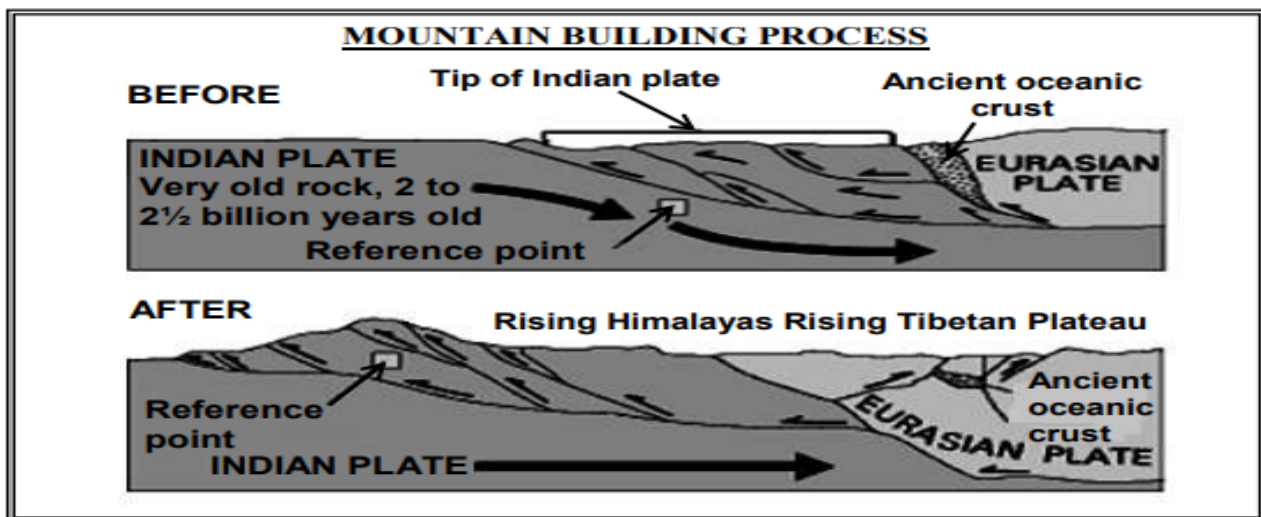 MOUNTAIN BUILDING PROCESS
Tip of Indian plate
Ancient oceanic
crust
BEFORE
INDIAN PLATE
Very old rock, 2 to
2½ billion years old
Reference point
EURASIAN
PLATE
AFTER
Rising Himalayas Rising Tibetan Plateau
Reference
point
INDIAN PLATE
EURASIAN PLATE
Ancient
oceanic
crust